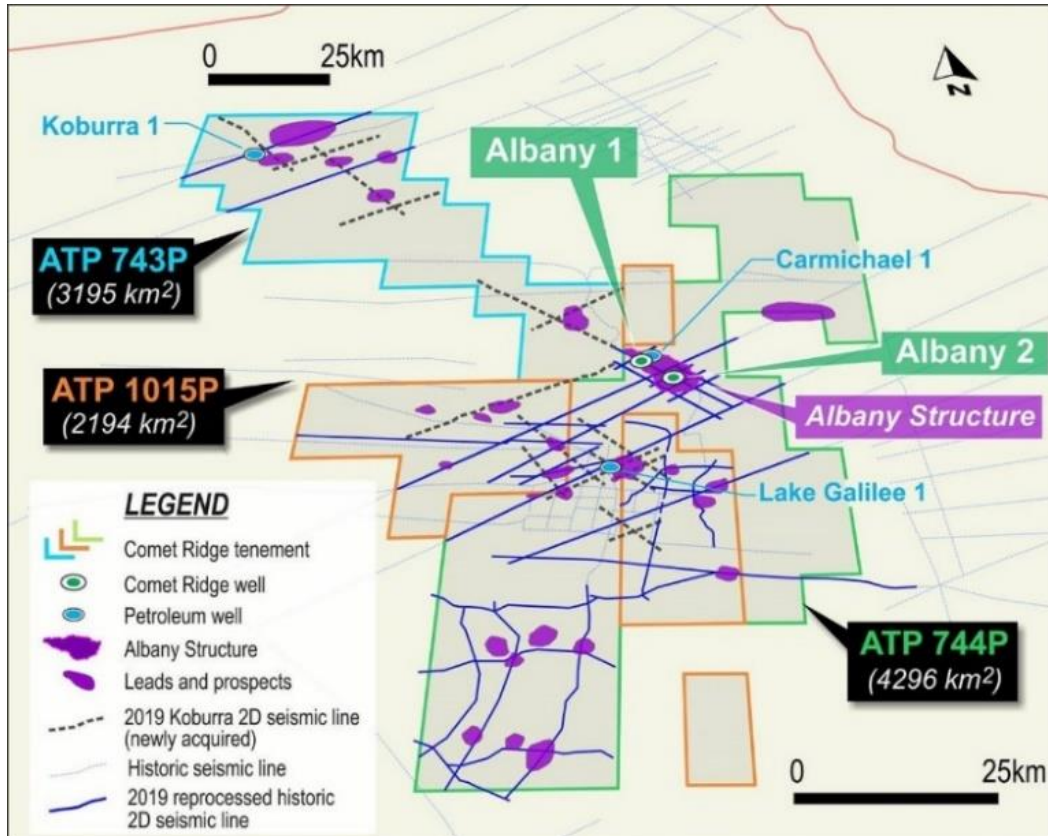 0 25km
N
Koburra 1
Albany 1
ATP 743P
(3195 km²)
Carmichael 1
ATP 1015P
(2194 km²)
Albany 2
Albany Structure
Lake Galilee 1
LEGEND
Comet Ridge tenement
Comet Ridge well
Petroleum well
Albany Structure
Leads and prospects
2019 Koburra 2D seismic line
(newly acquired)
Historic seismic line
2019 reprocessed historic
2D seismic line
ATP 744P
(4296 km²)
0 25km